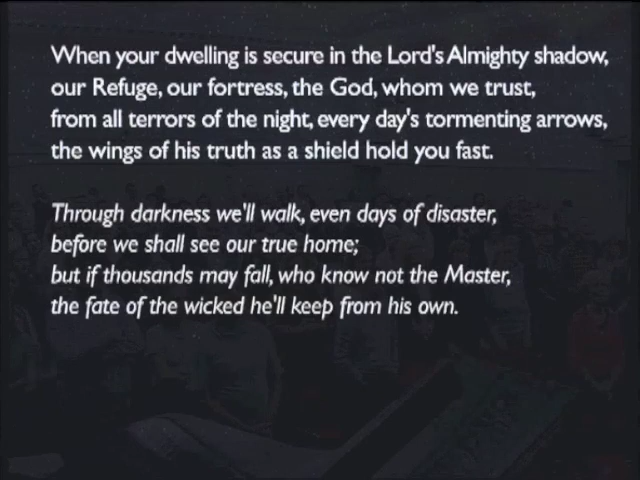 When your dwelling is secure in the Lord's Almighty shadow,
our Refuge, our fortress, the God, whom we trust,
from all terrors of the night, every day's tormenting arrows,
the wings of his truth as a shield hold you fast.
Through darkness we'll walk, even days of disaster,
before we shall see our true home;
but if thousands may fall, who know not the Master,
the fate of the wicked he'll keep from his own.